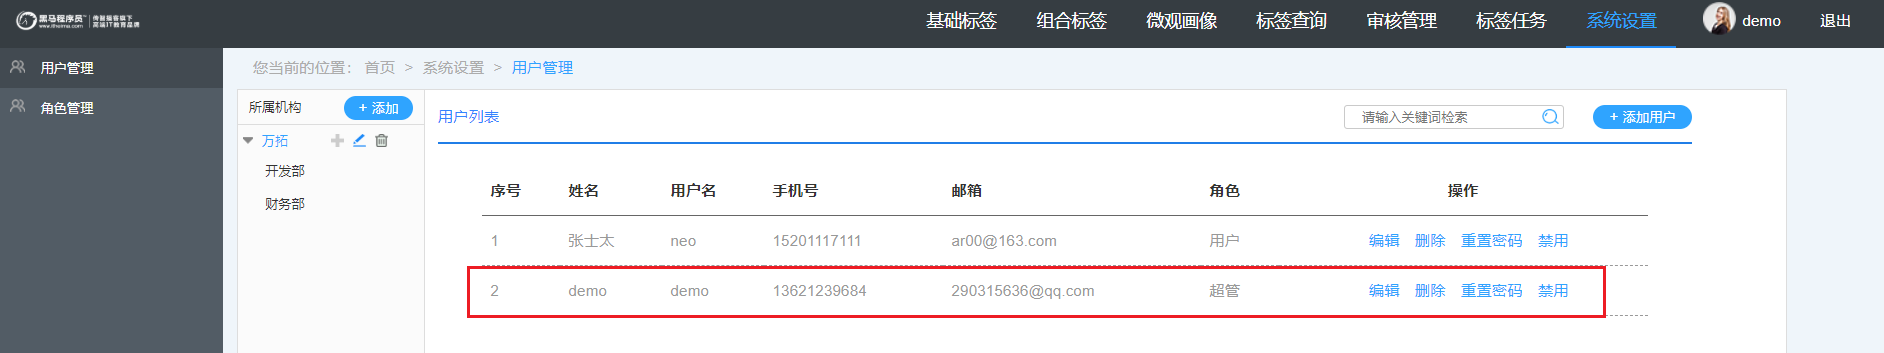 黑马程序员 www.itheima.com 传智播客旗下 高端IT教育品牌
基础标签 组合标签 微观画像 标签查询 审核管理 标签任务 系统设置 demo 退出
用户管理
角色管理
您当前的位置： 首页 > 系统设置 > 用户管理
所属机构 + 添加
万拓
开发部
财务部
用户列表 请输入关键词检索 + 添加用户
序号 姓名 用户名 手机号 邮箱 角色 操作
1 张士太 neo 15201117111 ar00@163.com 用户 编辑 删除 重置密码 禁用
2 demo demo 13621239684 290315636@qq.com 超管 编辑 删除 重置密码 禁用